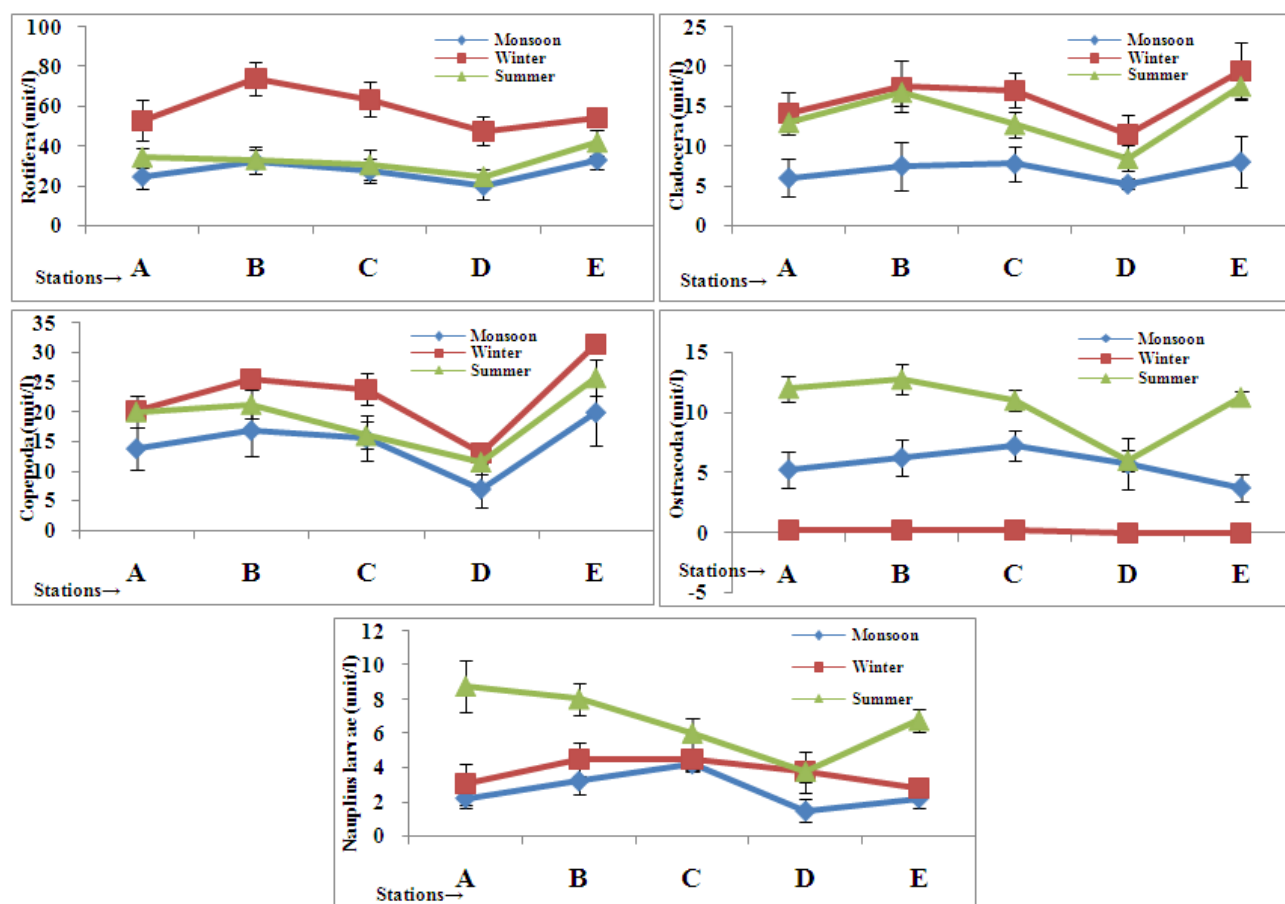 Rotifera (unit/l)
100
80
60
40
20
0
Monsoon
Winter
Summer
A B C D E
Stations→
Cladocera (unit/l)
25
20
15
10
5
0
Monsoon
Winter
Summer
A B C D E
Stations→
Copepoda (unit/l)
35
30
25
20
15
10
5
0
Monsoon
Winter
Summer
A B C D E
Stations→
Ostracoda (unit/l)
15
10
5
0
-5
Monsoon
Winter
Summer
A B C D E
Stations→
Nauplius larvae (unit/l)
12
10
8
6
4
2
0
Monsoon
Winter
Summer
A B C D E
Stations→